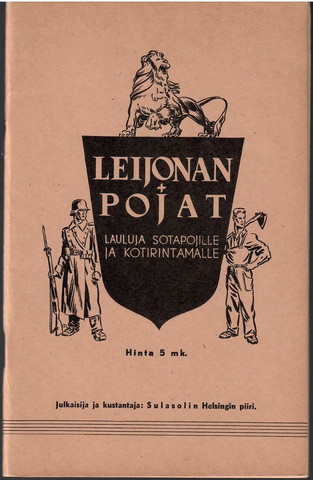 LEIJONAN
POJAT
LAULUJA SOTAPOJILLE
JA KOTIRINTAMALLE
Hinta 5 mk.
Julkaisija ja kustantaja: Sulasolin Helsingin piiri.